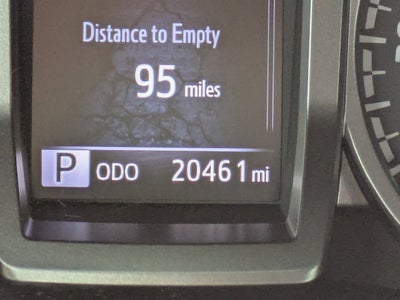 Distance to Empty
95 miles
P ODO 20461 mi